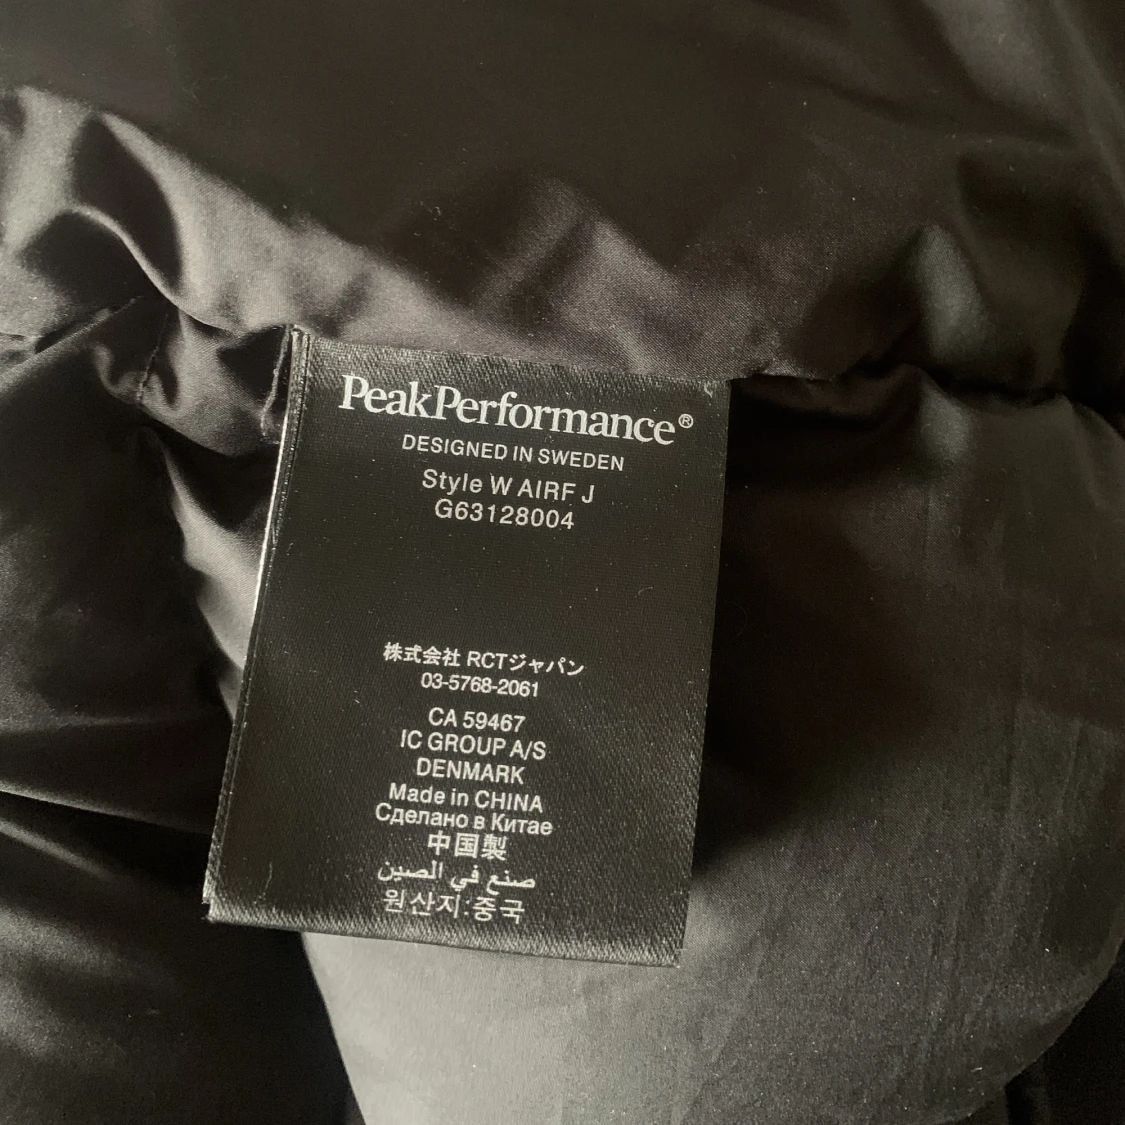 PeakPerformance®
DESIGNED IN SWEDEN
Style W AIRF J
G63128004
株式会社 RCTジャパン
03-5768-2061
CA 59467
IC GROUP A/S
DENMARK
Made in CHINA
Сделано в Китае
中国製
صنع في الصين
원산지:중국